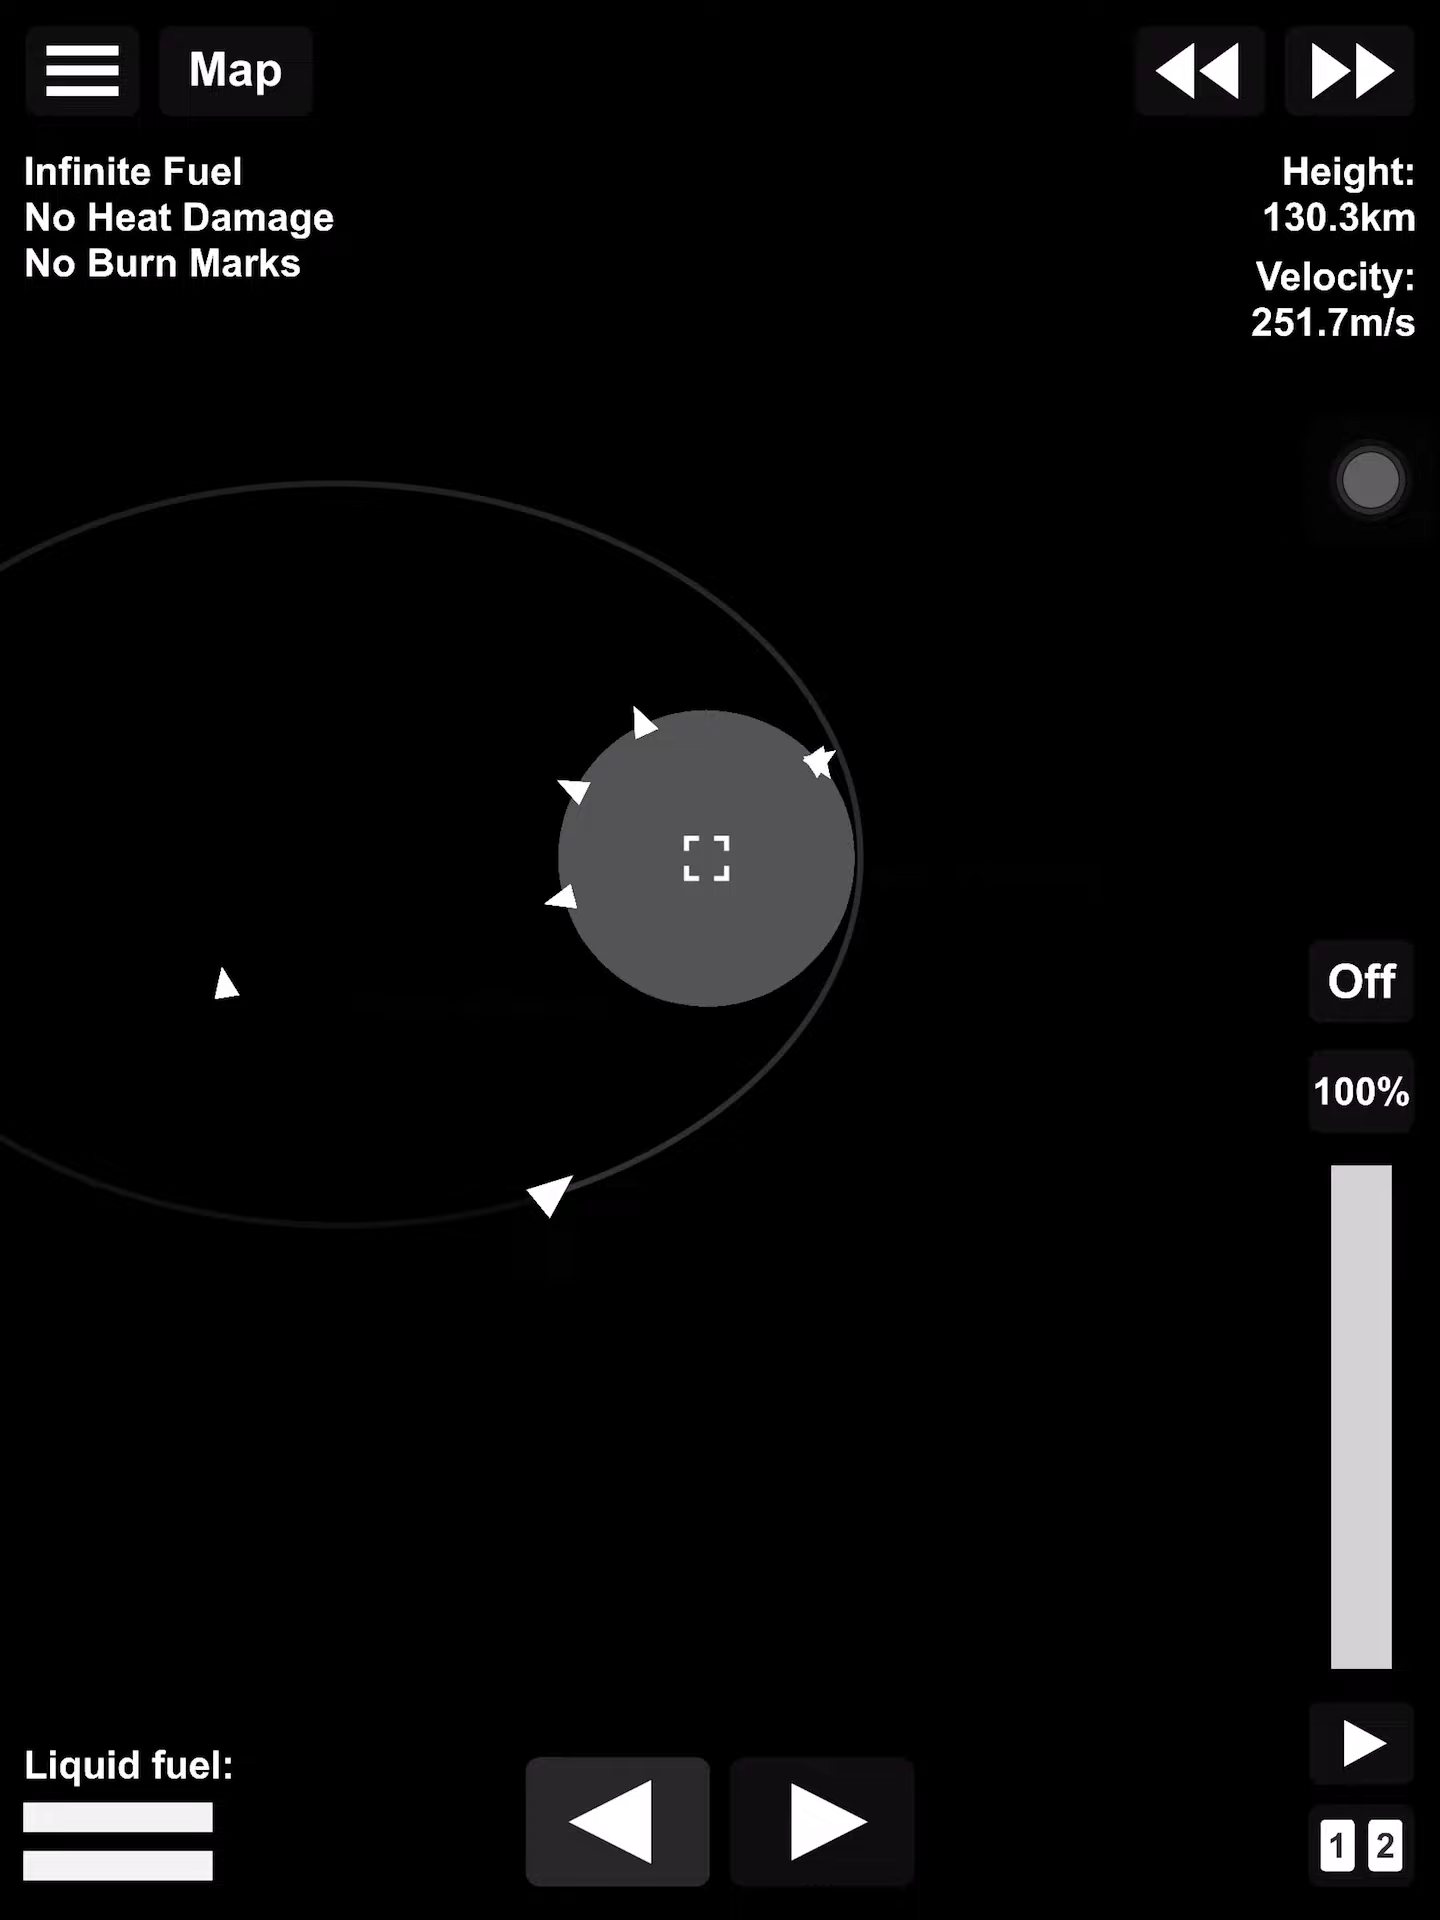 Map
Infinite Fuel
No Heat Damage
No Burn Marks
Height:
130.3km
Velocity:
251.7m/s
Off
100%
Liquid fuel:
1 2